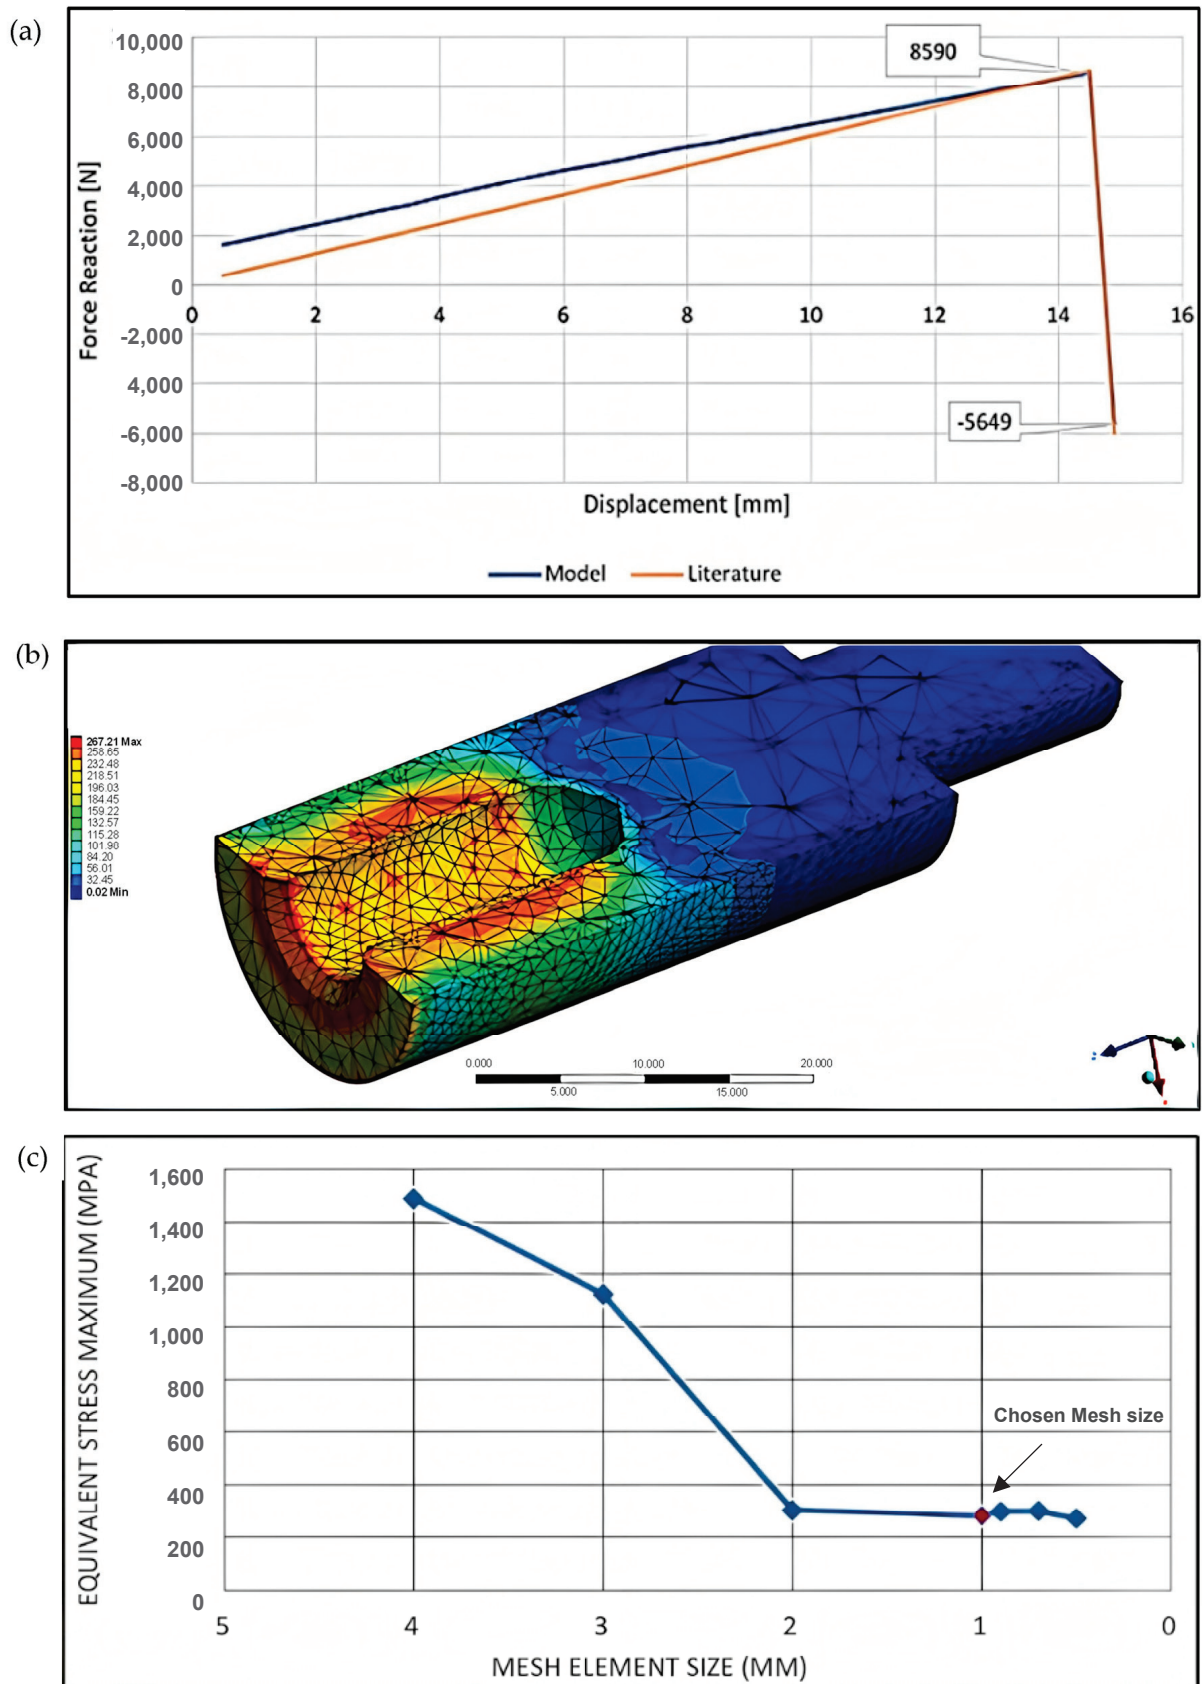 (a)
10,000
8,000
6,000
4,000
2,000
0
-2,000
-4,000
-6,000
-8,000
Force Reaction [N]
8590
-5649
0 2 4 6 8 10 12 14 16
Displacement [mm]
Model Literature
(b)
267.21 Max
258.65
232.48
218.51
196.03
184.45
159.22
132.57
115.28
101.90
84.20
56.01
32.45
0.02 Min
0.000 10.000 20.000
5.000 15.000
(c)
EQUIVALENT STRESS MAXIMUM (MPA)
1,600
1,400
1,200
1,000
800
600
400
200
0
Chosen Mesh size
5 4 3 2 1 0
MESH ELEMENT SIZE (MM)